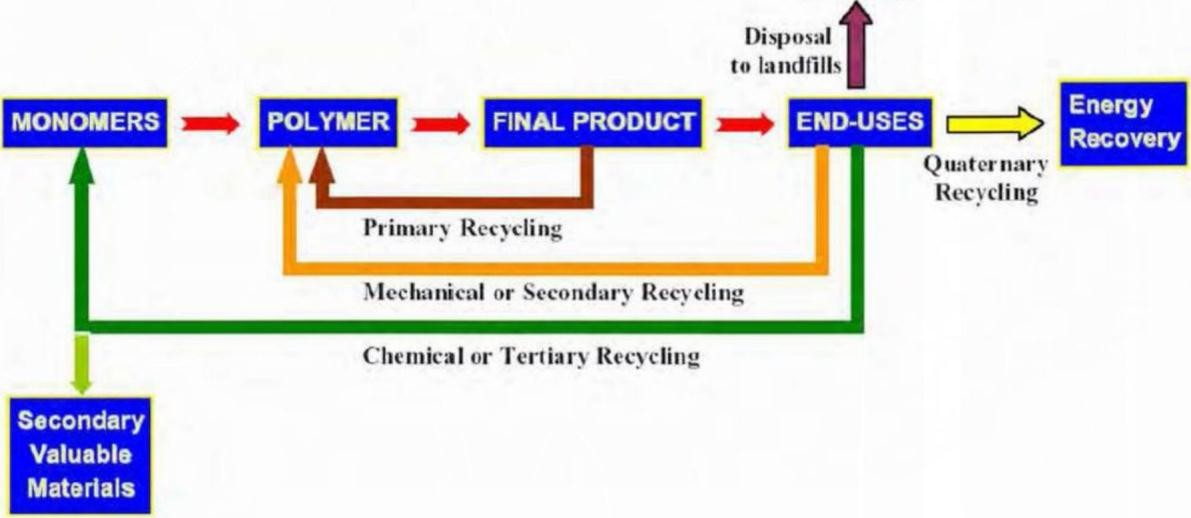 Disposal
to landfills
MONOMERS
POLYMER
FINAL PRODUCT
END-USES
Energy
Recovery
Quaternary
Recycling
Primary Recycling
Mechanical or Secondary Recycling
Chemical or Tertiary Recycling
Secondary
Valuable
Materials